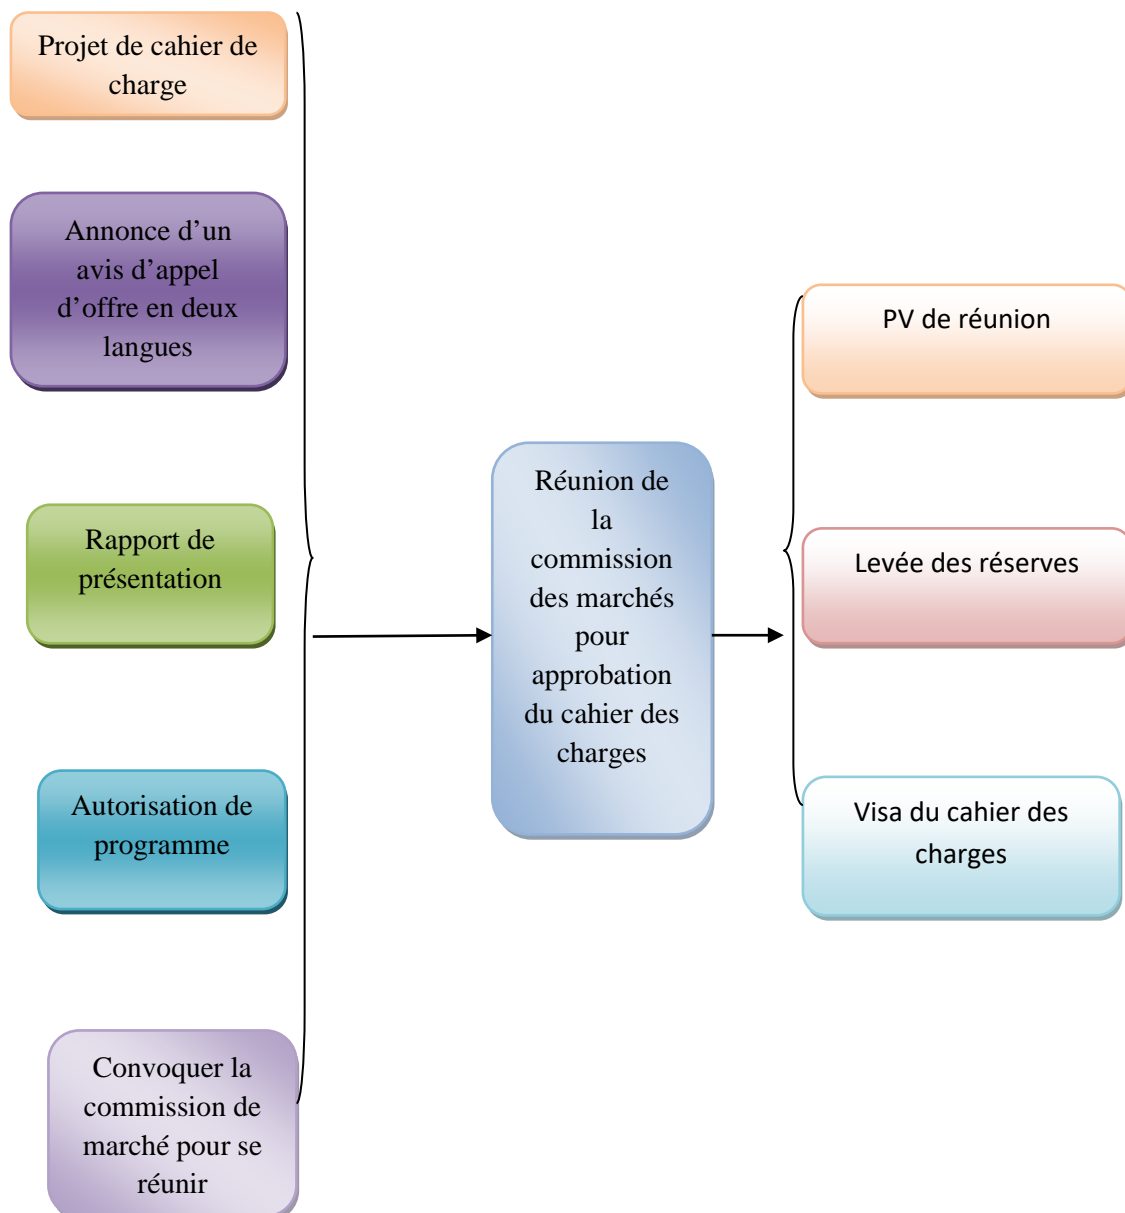 Projet de cahier de
charge
Annonce d’un
avis d’appel
d’offre en deux
langues
Rapport de
présentation
Autorisation de
programme
Convoquer la
commission de
marché pour se
réunir
Réunion de
la
commission
des marchés
pour
approbation
du cahier des
charges
PV de réunion
Levée des réserves
Visa du cahier des
charges